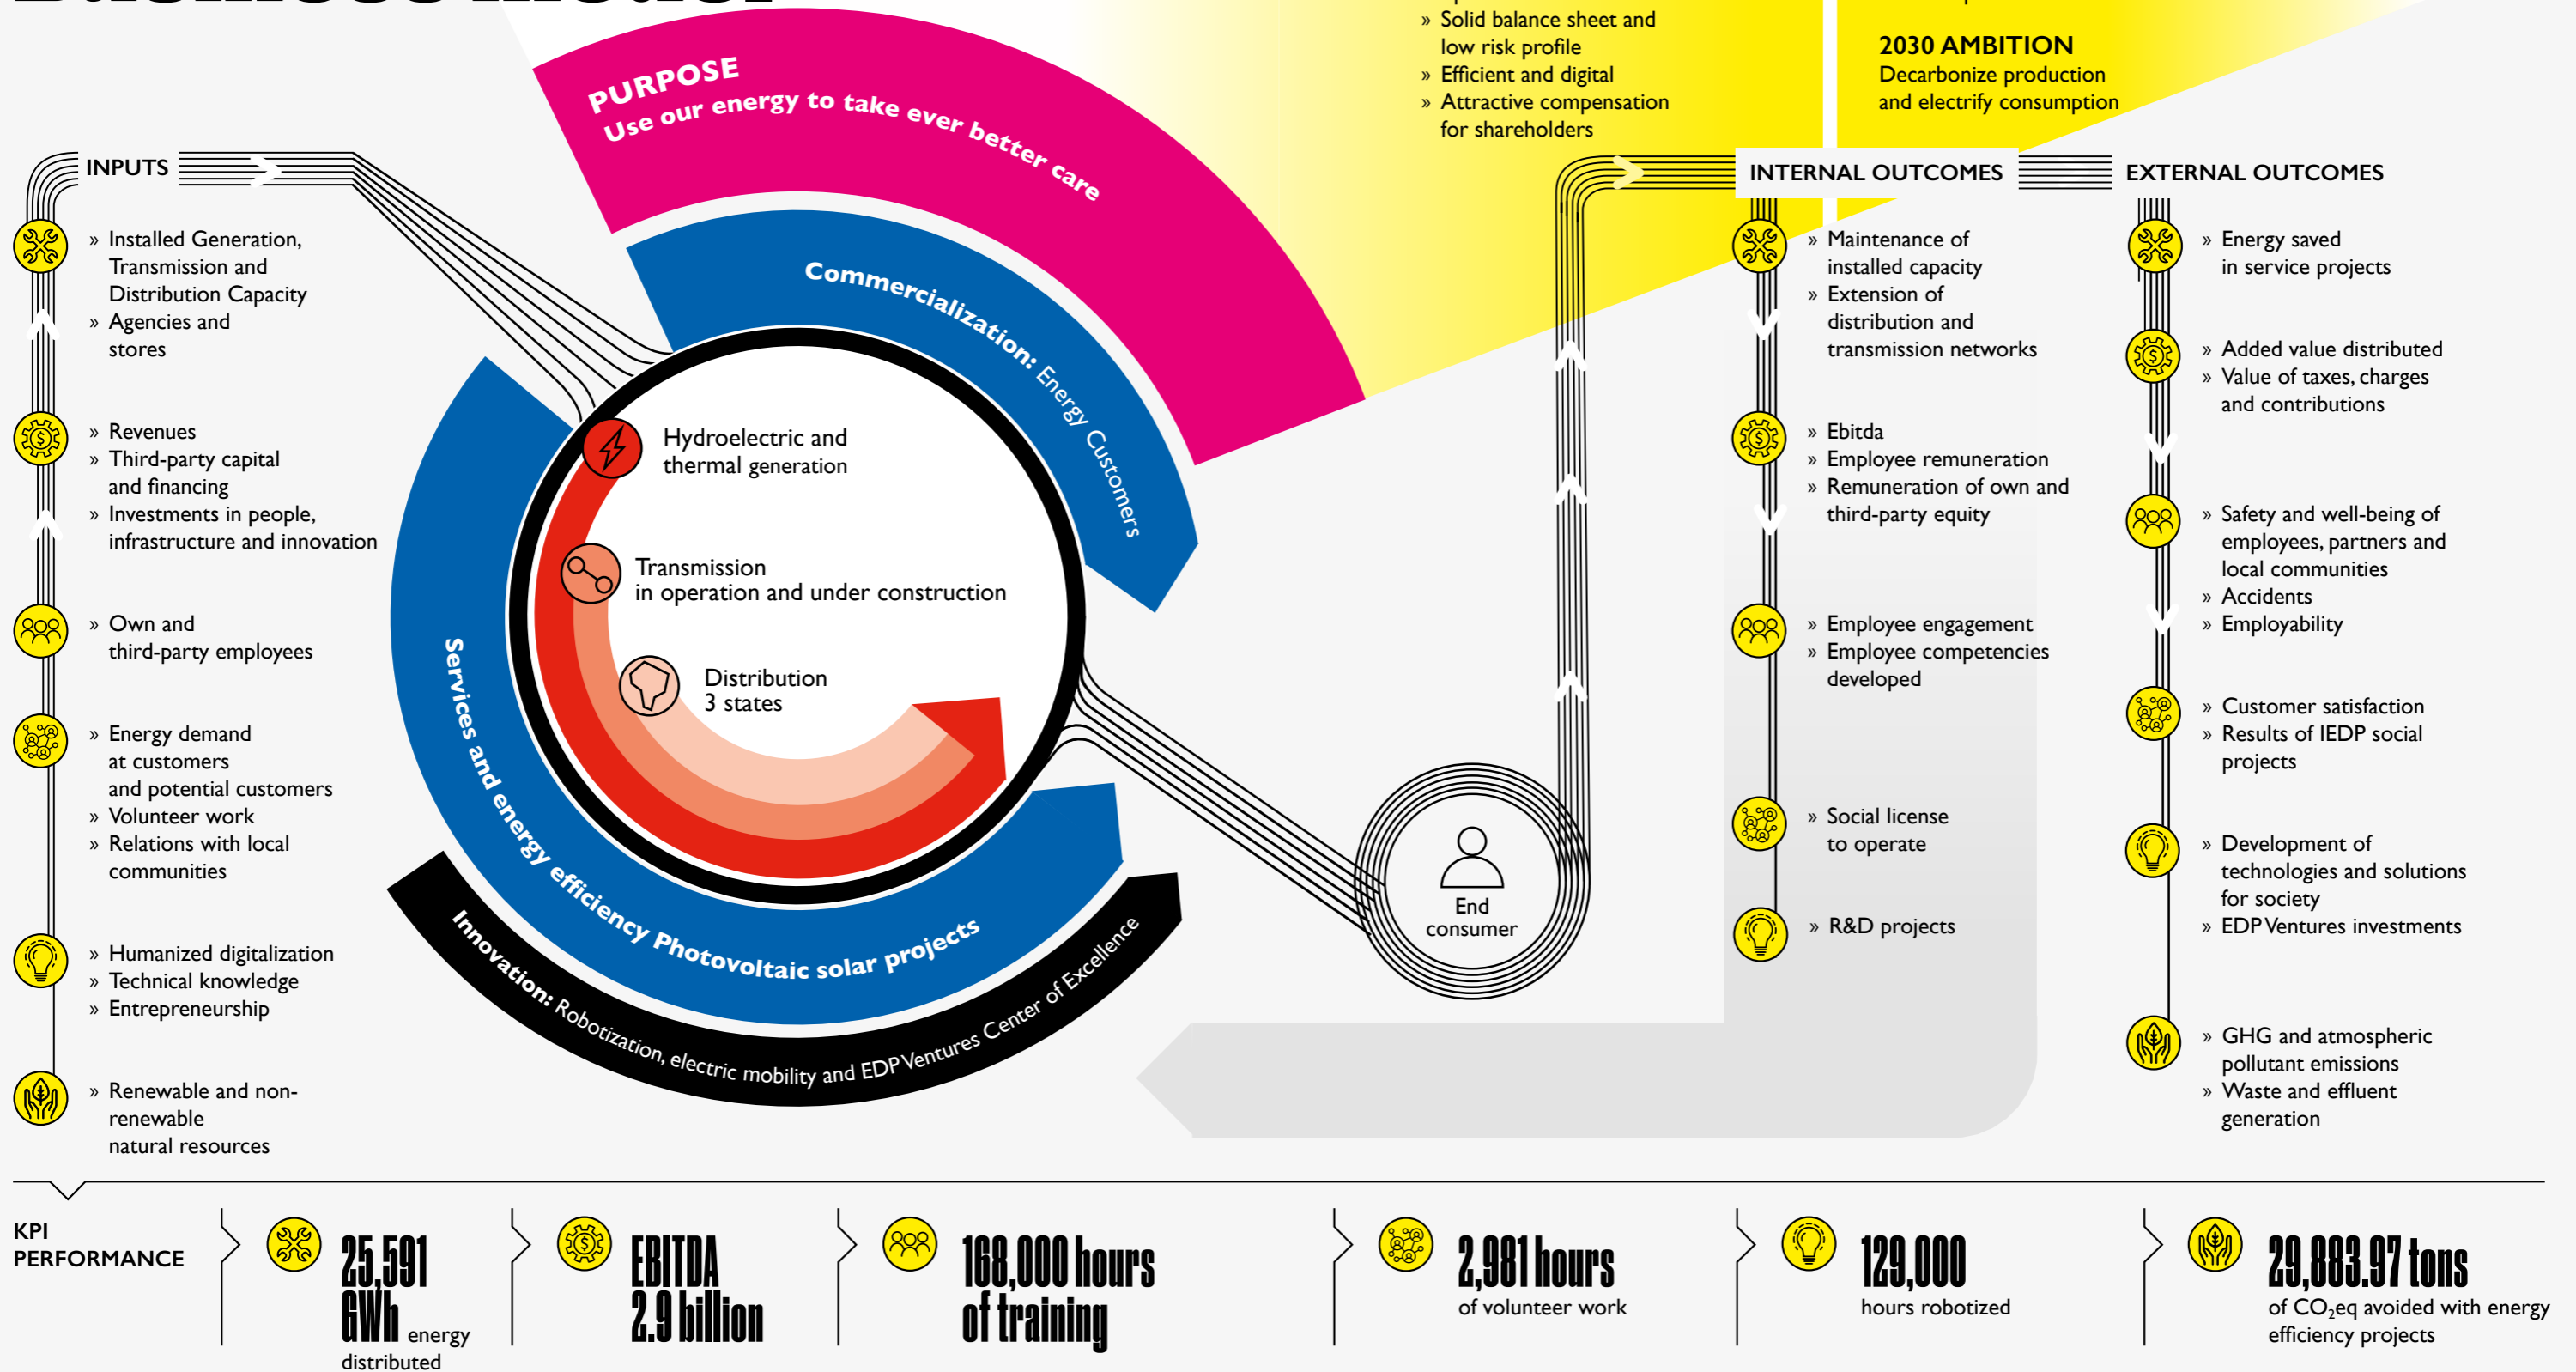 » Solid balance sheet and
low risk profile
» Efficient and digital
» Attractive compensation
for shareholders
2030 AMBITION
Decarbonize production
and electrify consumption
PURPOSE
Use our energy to take ever better care
INPUTS
» Installed Generation,
Transmission and
Distribution Capacity
» Agencies and
stores
» Revenues
» Third-party capital
and financing
» Investments in people,
infrastructure and innovation
» Own and
third-party employees
» Energy demand
at customers
and potential customers
» Volunteer work
» Relations with local
communities
» Humanized digitalization
» Technical knowledge
» Entrepreneurship
» Renewable and non-
renewable
natural resources
Commercialization: Energy Customers
Hydroelectric and
thermal generation
Transmission
in operation and under construction
Distribution
3 states
Services and energy efficiency Photovoltaic solar projects
Innovation: Robotization, electric mobility and EDP Ventures Center of Excellence
End
consumer
INTERNAL OUTCOMES
» Maintenance of
installed capacity
» Extension of
distribution and
transmission networks
» Ebitda
» Employee remuneration
» Remuneration of own and
third-party equity
» Employee engagement
» Employee competencies
developed
» Social license
to operate
» R&D projects
EXTERNAL OUTCOMES
» Energy saved
in service projects
» Added value distributed
» Value of taxes, charges
and contributions
» Safety and well-being of
employees, partners and
local communities
» Accidents
» Employability
» Customer satisfaction
» Results of IEDP social
projects
» Development of
technologies and solutions
for society
» EDP Ventures investments
» GHG and atmospheric
pollutant emissions
» Waste and effluent
generation
KPI
PERFORMANCE
25,591
GWh energy
distributed
EBITDA
2.9 billion
168,000 hours
of training
2,981 hours
of volunteer work
129,000
hours robotized
29,883.97 tons
of CO₂eq avoided with energy
efficiency projects